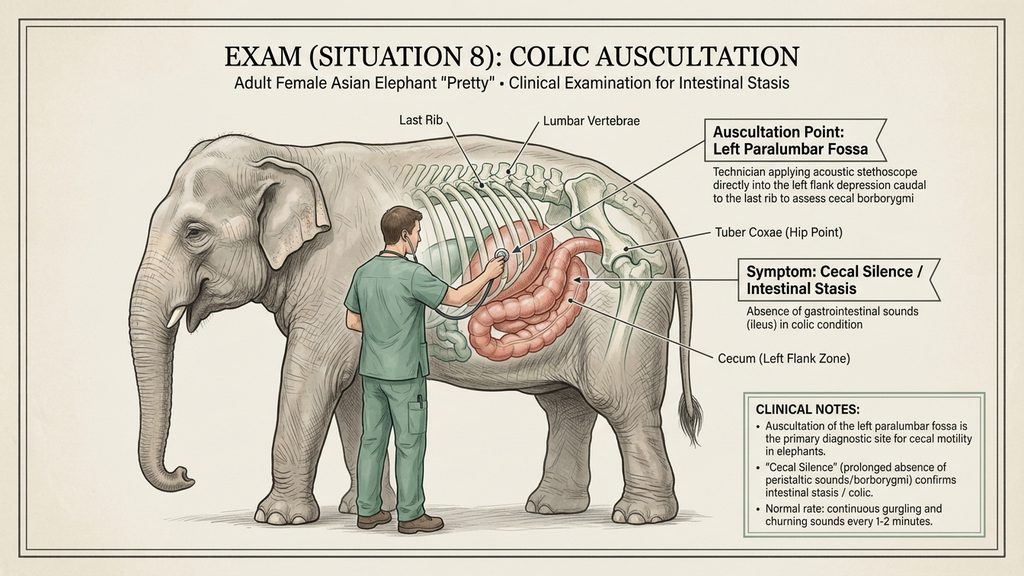 EXAM (SITUATION 8): COLIC AUSCULTATION
Adult Female Asian Elephant "Pretty" • Clinical Examination for Intestinal Stasis
Last Rib
Lumbar Vertebrae
Auscultation Point:
Left Paralumbar Fossa
Technician applying acoustic stethoscope
directly into the left flank depression caudal
to the last rib to assess cecal borborygmi
Tuber Coxae (Hip Point)
Symptom: Cecal Silence /
Intestinal Stasis
Absence of gastrointestinal sounds
(ileus) in colic condition
Cecum (Left Flank Zone)
CLINICAL NOTES:
• Auscultation of the left paralumbar fossa is
the primary diagnostic site for cecal motility
in elephants.
• "Cecal Silence" (prolonged absence of
peristaltic sounds/borborygmi) confirms
intestinal stasis / colic.
• Normal rate: continuous gurgling and
churning sounds every 1-2 minutes.